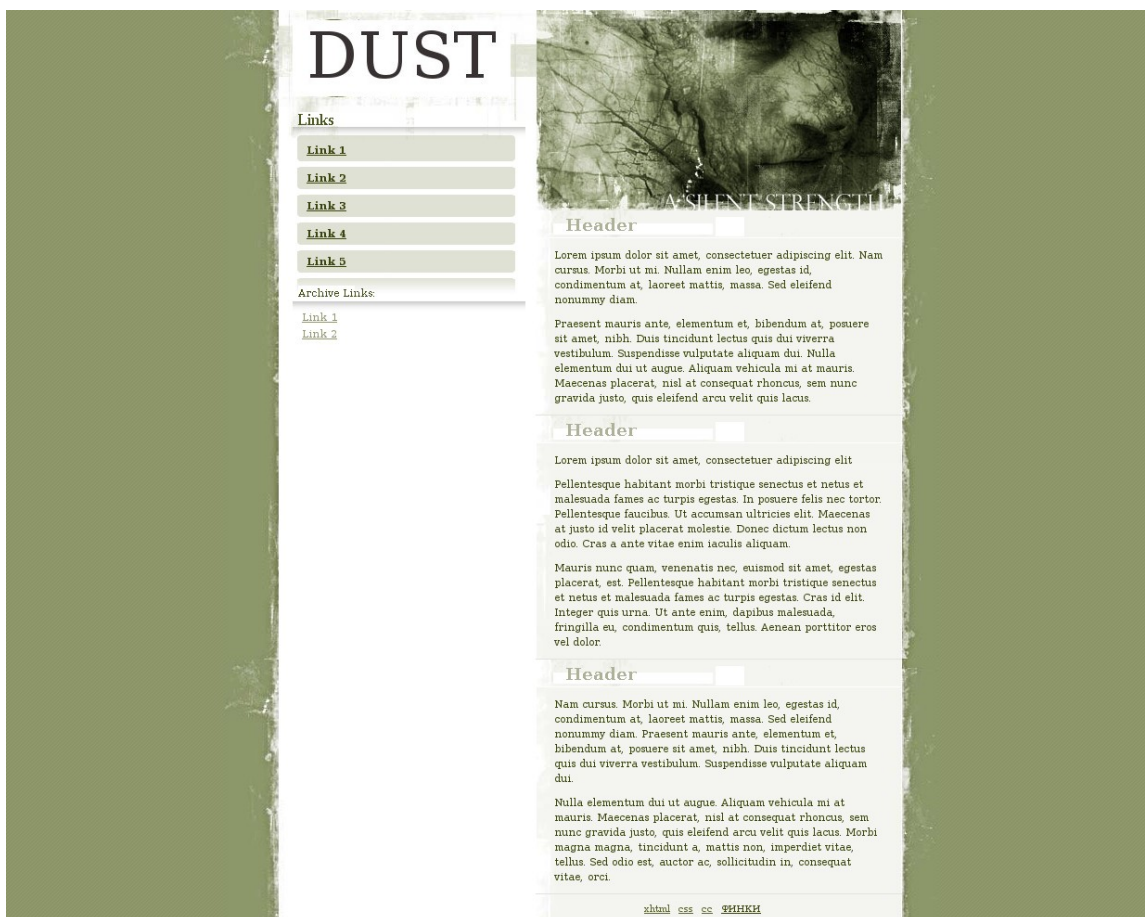 DUST
Links
Link 1
Link 2
Link 3
Link 4
Link 5
Archive Links:
Link 1
Link 2
A SILENT STRENGTH
Header
Lorem ipsum dolor sit amet, consectetuer adipiscing elit. Nam
cursus. Morbi ut mi. Nullam enim leo, egestas id,
condimentum at, laoreet mattis, massa. Sed eleifend
nonummy diam.
Praesent mauris ante, elementum et, bibendum at, posuere
sit amet, nibh. Duis tincidunt lectus quis dui viverra
vestibulum. Suspendisse vulputate aliquam dui. Nulla
elementum dui ut augue. Aliquam vehicula mi at mauris.
Maecenas placerat, nisl at consequat rhoncus, sem nunc
gravida justo, quis eleifend arcu velit quis lacus.
Header
Lorem ipsum dolor sit amet, consectetuer adipiscing elit
Pellentesque habitant morbi tristique senectus et netus et
malesuada fames ac turpis egestas. In posuere felis nec tortor.
Pellentesque faucibus. Ut accumsan ultricies elit. Maecenas
at justo id velit placerat molestie. Donec dictum lectus non
odio. Cras a ante vitae enim iaculis aliquam.
Mauris nunc quam, venenatis nec, euismod sit amet, egestas
placerat, est. Pellentesque habitant morbi tristique senectus
et netus et malesuada fames ac turpis egestas. Cras id elit.
Integer quis urna. Ut ante enim, dapibus malesuada,
fringilla eu, condimentum quis, tellus. Aenean porttitor eros
vel dolor.
Header
Nam cursus. Morbi ut mi. Nullam enim leo, egestas id,
condimentum at, laoreet mattis, massa. Sed eleifend
nonummy diam. Praesent mauris ante, elementum et,
bibendum at, posuere sit amet, nibh. Duis tincidunt lectus
quis dui viverra vestibulum. Suspendisse vulputate aliquam
dui.
Nulla elementum dui ut augue. Aliquam vehicula mi at
mauris. Maecenas placerat, nisl at consequat rhoncus, sem
nunc gravida justo, quis eleifend arcu velit quis lacus. Morbi
magna magna, tincidunt a, mattis non, imperdiet vitae,
tellus. Sed odio est, auctor ac, sollicitudin in, consequat
vitae, orci.
xhtml css cc ФИНКИ